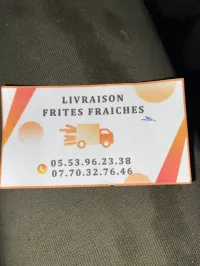 LIVRAISON
FRITES FRAICHES
05.53.96.23.38
07.70.32.76.46